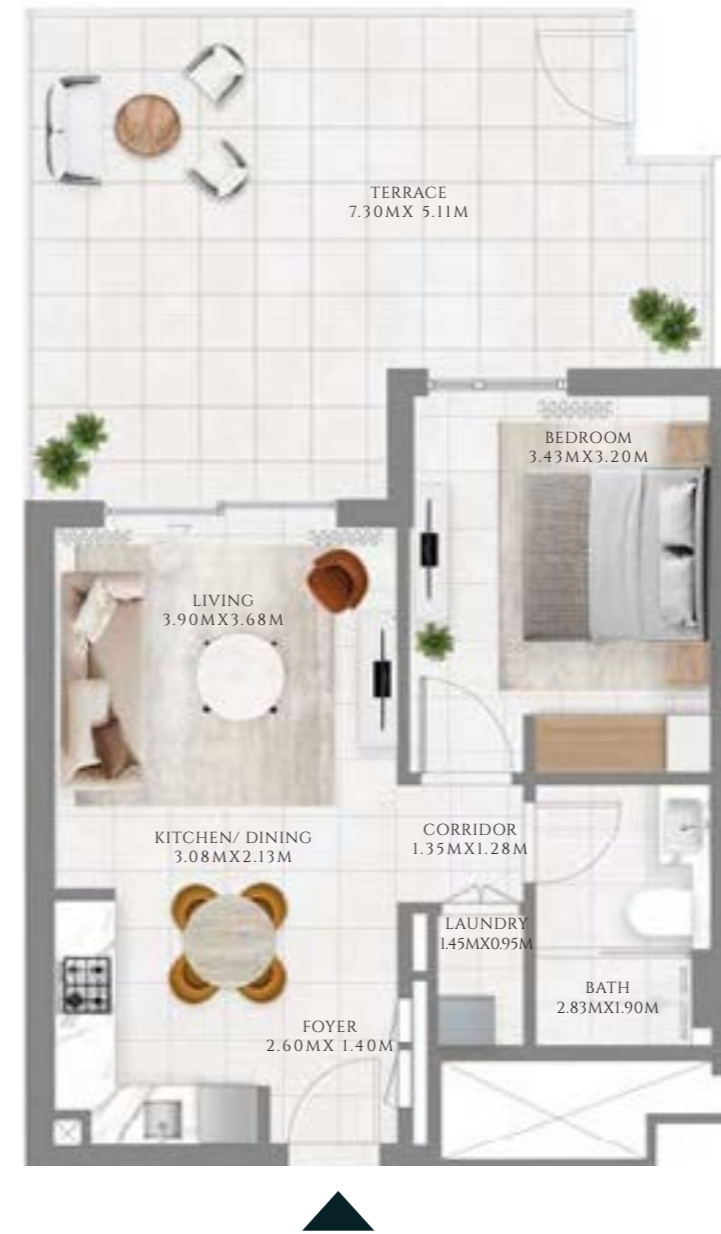 TERRACE
7.30MX 5.11M
BEDROOM
3.43MX3.20M
LIVING
3.90MX3.68M
KITCHEN/ DINING
3.08MX2.13M
CORRIDOR
1.35MX1.28M
LAUNDRY
1.45MX0.95M
BATH
2.83MX1.90M
FOYER
2.60MX 1.40M